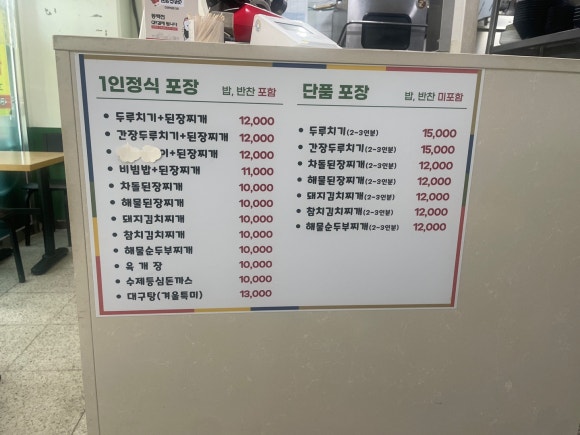 1인정식 포장 밥, 반찬 포함
• 두루치기+된장찌개 12,000
• 간장두루치기+된장찌개 12,000
• 기+된장찌개 12,000
• 비빔밥+된장찌개 11,000
• 차돌된장찌개 10,000
• 해물된장찌개 10,000
• 돼지김치찌개 10,000
• 참치김치찌개 10,000
• 해물순두부찌개 10,000
• 육 개 장 10,000
• 수제등심돈까스 10,000
• 대구탕(겨울특미) 13,000
단품 포장 밥, 반찬 미포함
• 두루치기(2-3인분) 15,000
• 간장두루치기(2-3인분) 15,000
• 차돌된장찌개(2-3인분) 12,000
• 해물된장찌개(2-3인분) 12,000
• 돼지김치찌개(2-3인분) 12,000
• 참치김치찌개(2-3인분) 12,000
• 해물순두부찌개(2-3인분) 12,000